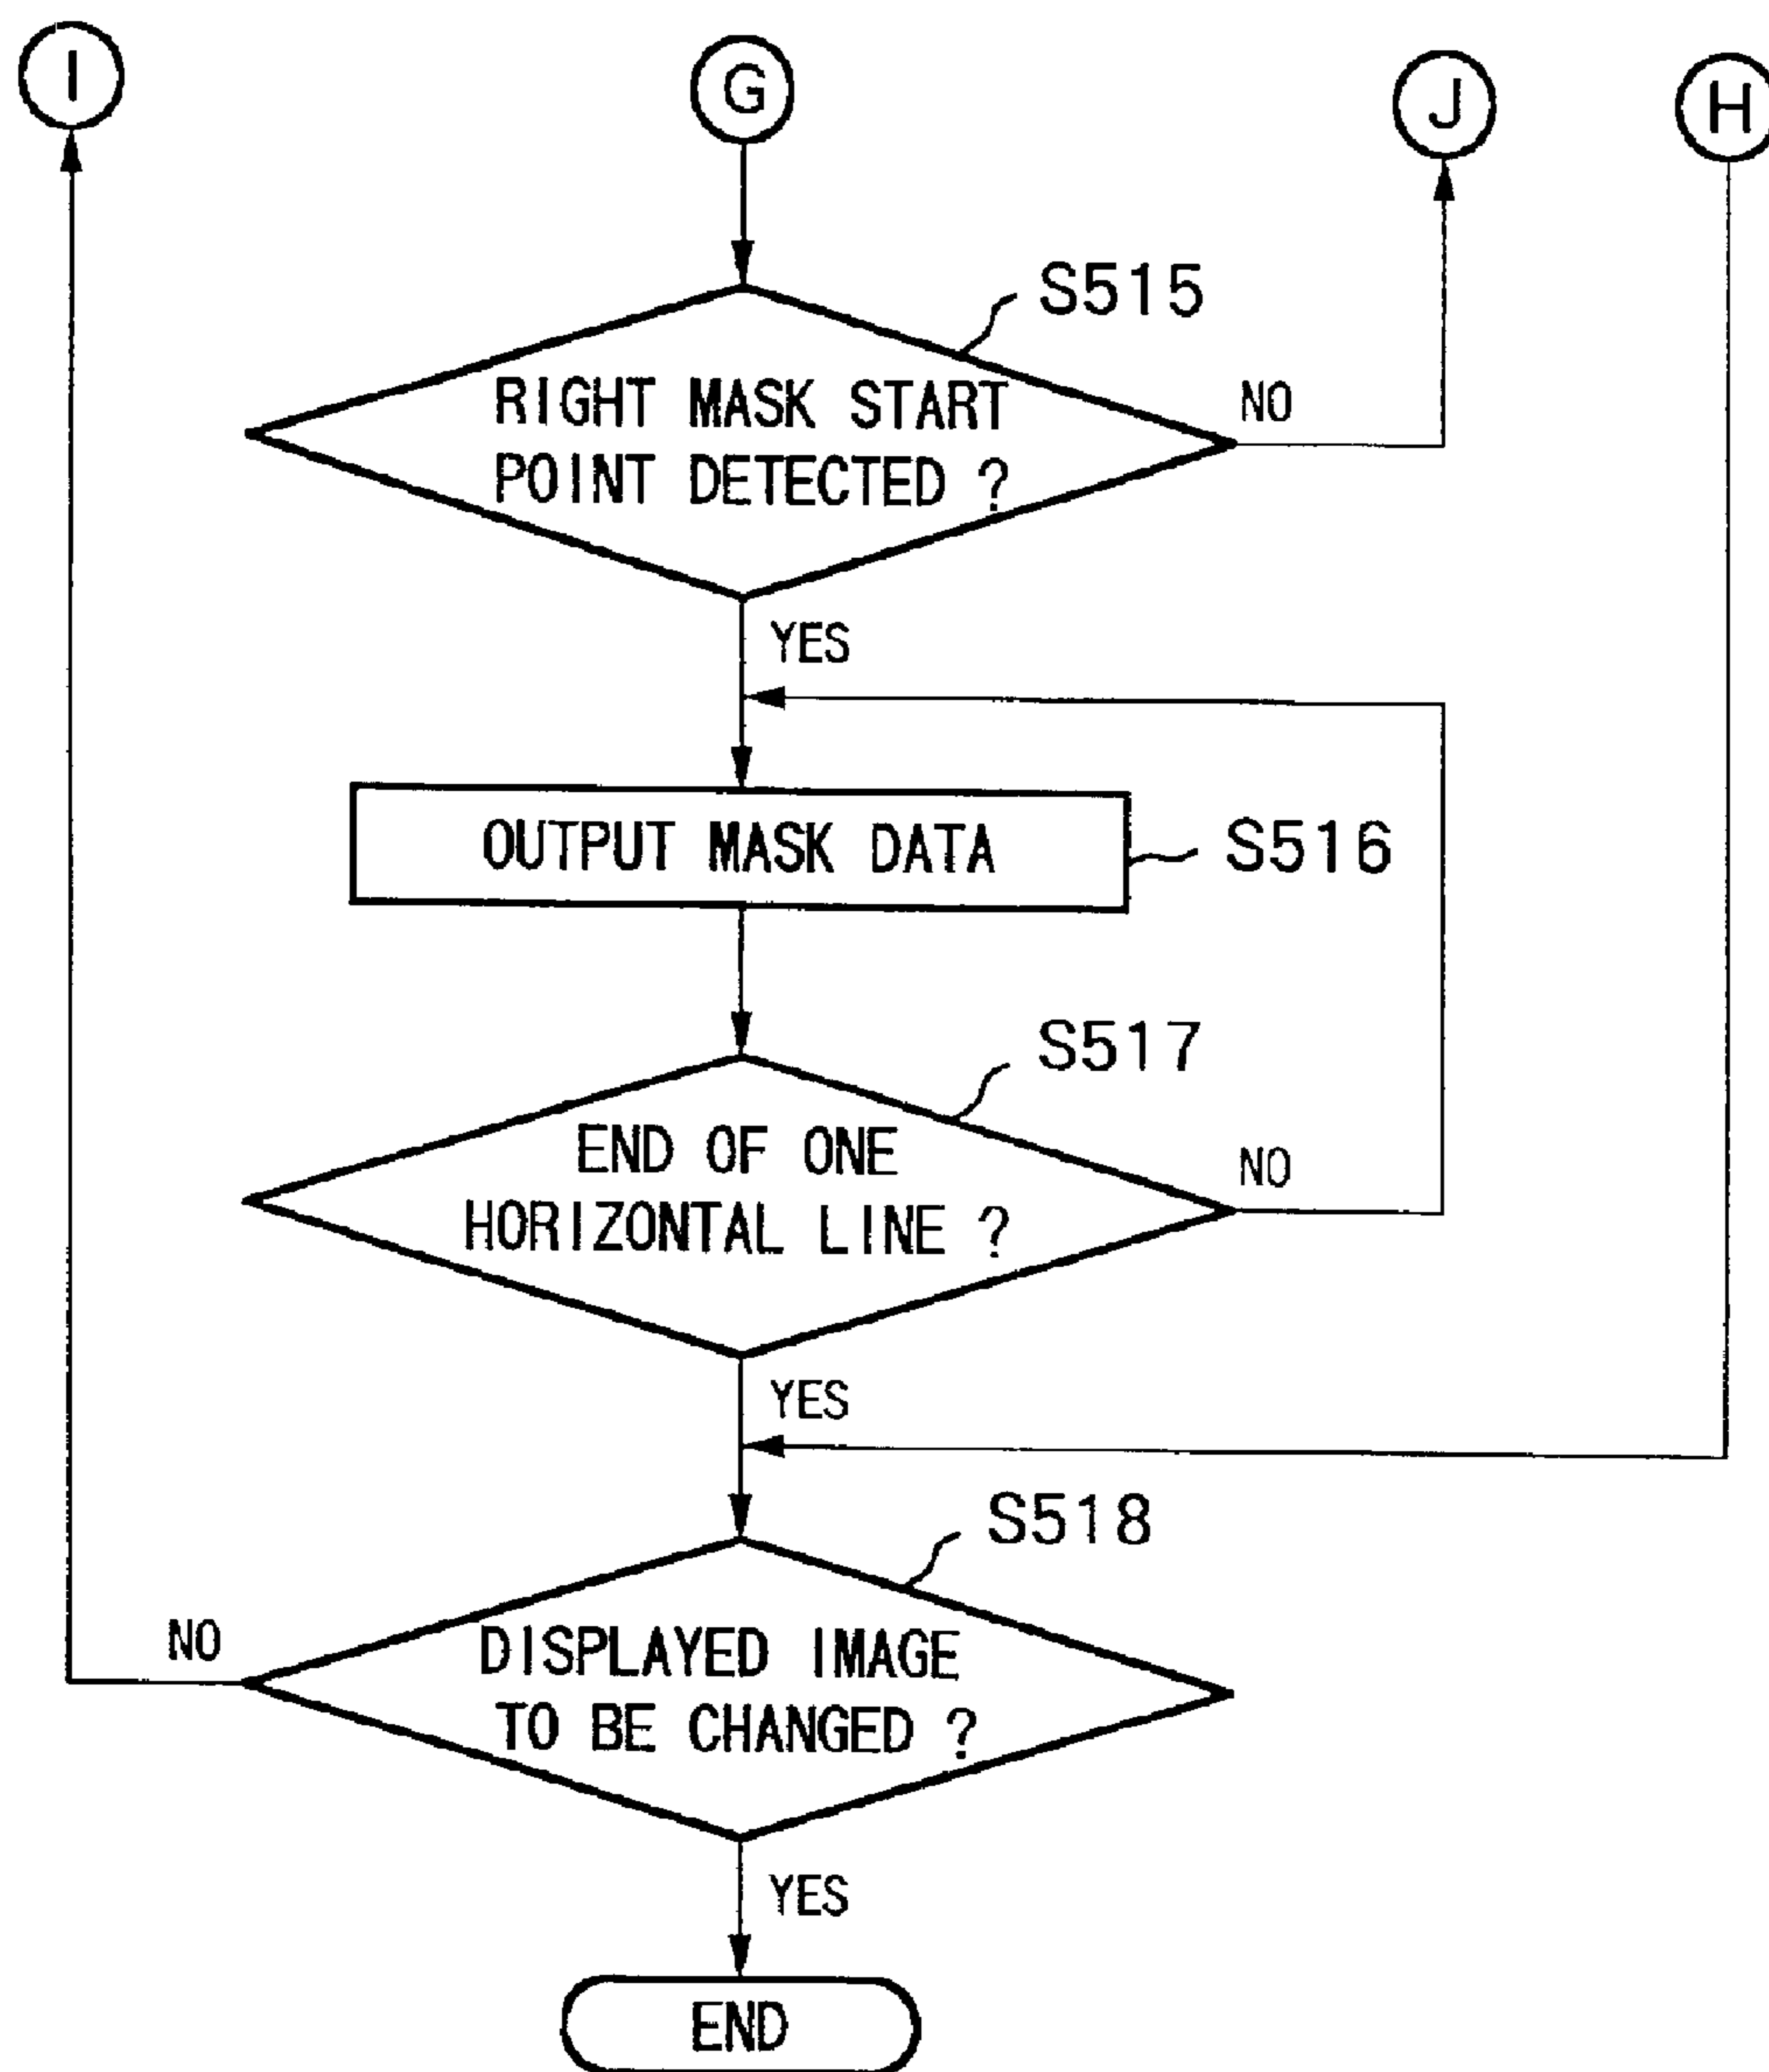 I
G
J
H
S515
RIGHT MASK START
POINT DETECTED ?
NO
YES
OUTPUT MASK DATA
S516
S517
END OF ONE
HORIZONTAL LINE ?
NO
YES
S518
DISPLAYED IMAGE
TO BE CHANGED ?
NO
YES
END